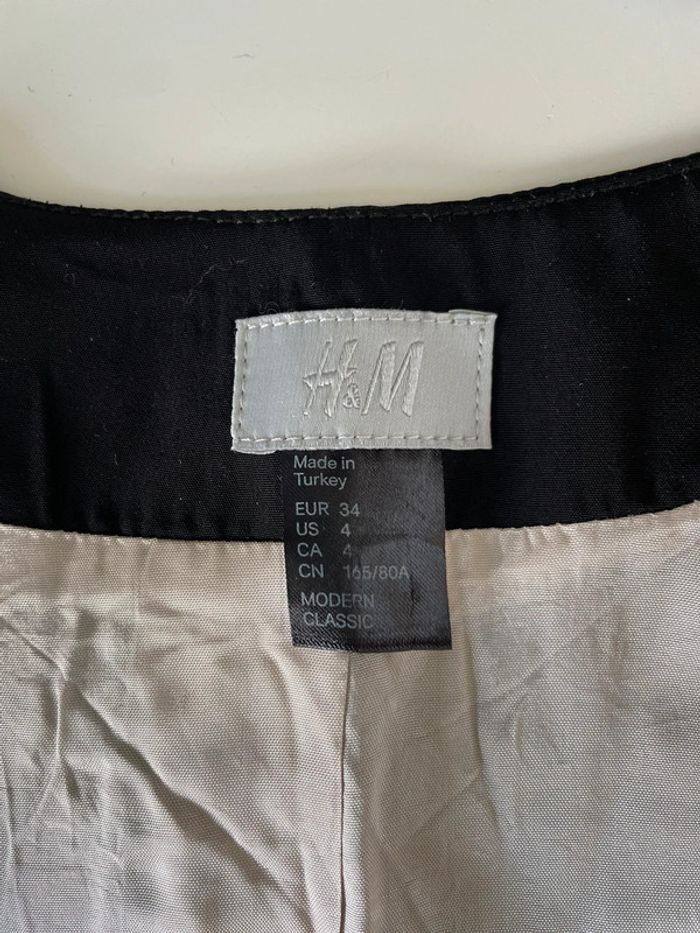 H&M
Made in
Turkey
EUR 34
US 4
CA 4
CN 165/80A
MODERN
CLASSIC